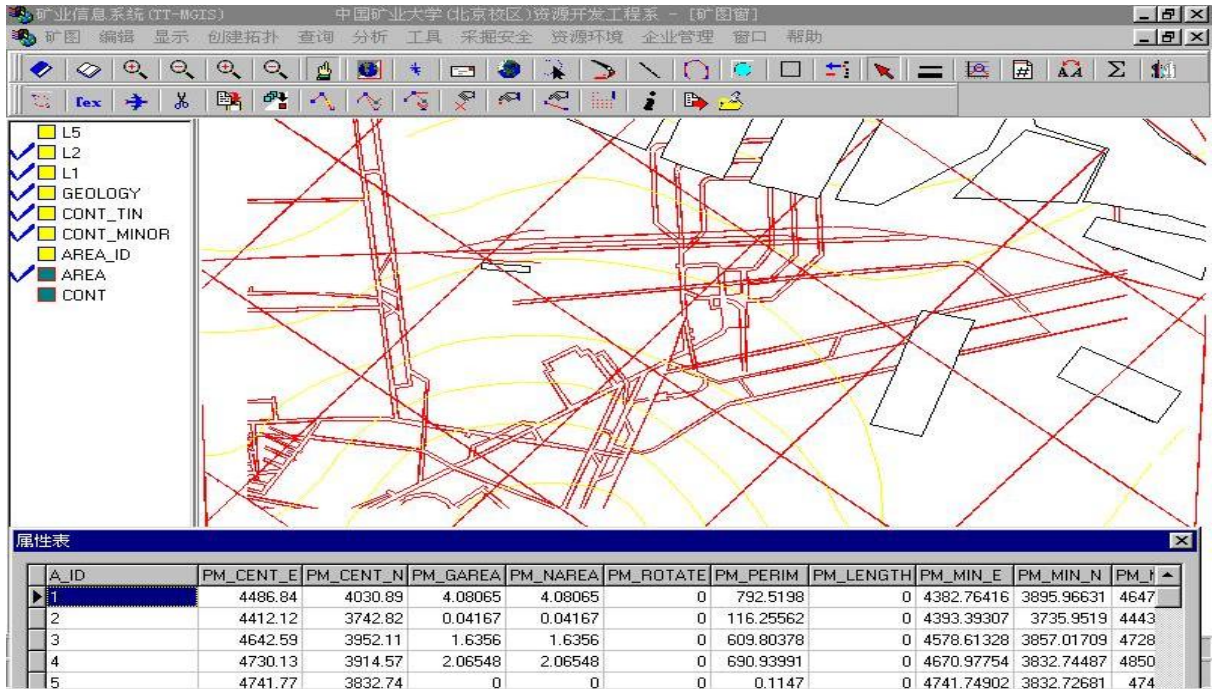 矿业信息系统(TT-MGIS) 中国矿业大学(北京校区)资源开发工程系 - [矿图窗]
矿图 编辑 显示 创建拓扑 查询 分析 工具 采掘安全 资源环境 企业管理 窗口 帮助
Tex
L5
L2
L1
GEOLOGY
CONT_TIN
CONT_MINOR
AREA_ID
AREA
CONT
属性表
A_ID PM_CENT_E PM_CENT_N PM_GAREA PM_NAREA PM_ROTATE PM_PERIM PM_LENGTH PM_MIN_E PM_MIN_N
1 4486.84 4030.89 4.08065 4.08065 0 792.5198 0 4382.76416 3895.96631 4647
2 4412.12 3742.82 0.04167 0.04167 0 116.25562 0 4393.39307 3735.9519 4443
3 4642.59 3952.11 1.6356 1.6356 0 609.80378 0 4578.61328 3857.01709 4728
4 4730.13 3914.57 2.06548 2.06548 0 690.93991 0 4670.97754 3832.74487 4850
5 4741.77 3832.74 0 0 0 0.1147 0 4741.74902 3832.72681 474